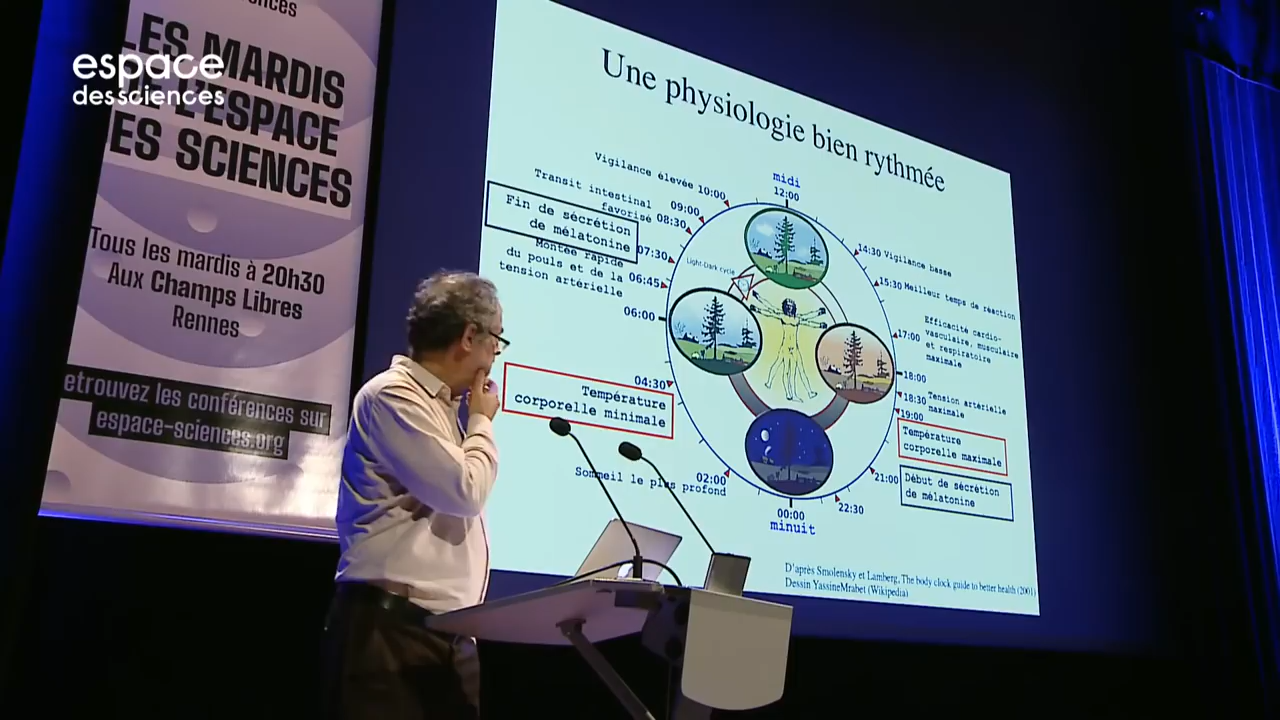 ences
LES MARDIS
DE L'ESPACE
DES SCIENCES
espace
des sciences
Tous les mardis à 20h30
Aux Champs Libres
Rennes
etrouvez les conférences sur
espace-sciences.org
Une physiologie bien rythmée
midi
12:00
Vigilance élevée 10:00
09:00
Transit intestinal
favorisé 08:30
Fin de sécrétion
de mélatonine
07:30
Montée rapide
du pouls et de la
tension artérielle
06:45
06:00
04:30
Température
corporelle minimale
02:00
Sommeil le plus profond
00:00
minuit
22:30
21:00
Début de sécrétion
de mélatonine
19:00
Température
corporelle maximale
18:30
Tension artérielle
maximale
18:00
17:00
Efficacité cardio-
vasculaire, musculaire
et respiratoire
maximale
15:30 Meilleur temps de réaction
14:30 Vigilance basse
Light-Dark cycle
D'après Smolensky et Lamberg, The body clock guide to better health (2001)
Dessin YassineMrabet (Wikipedia)